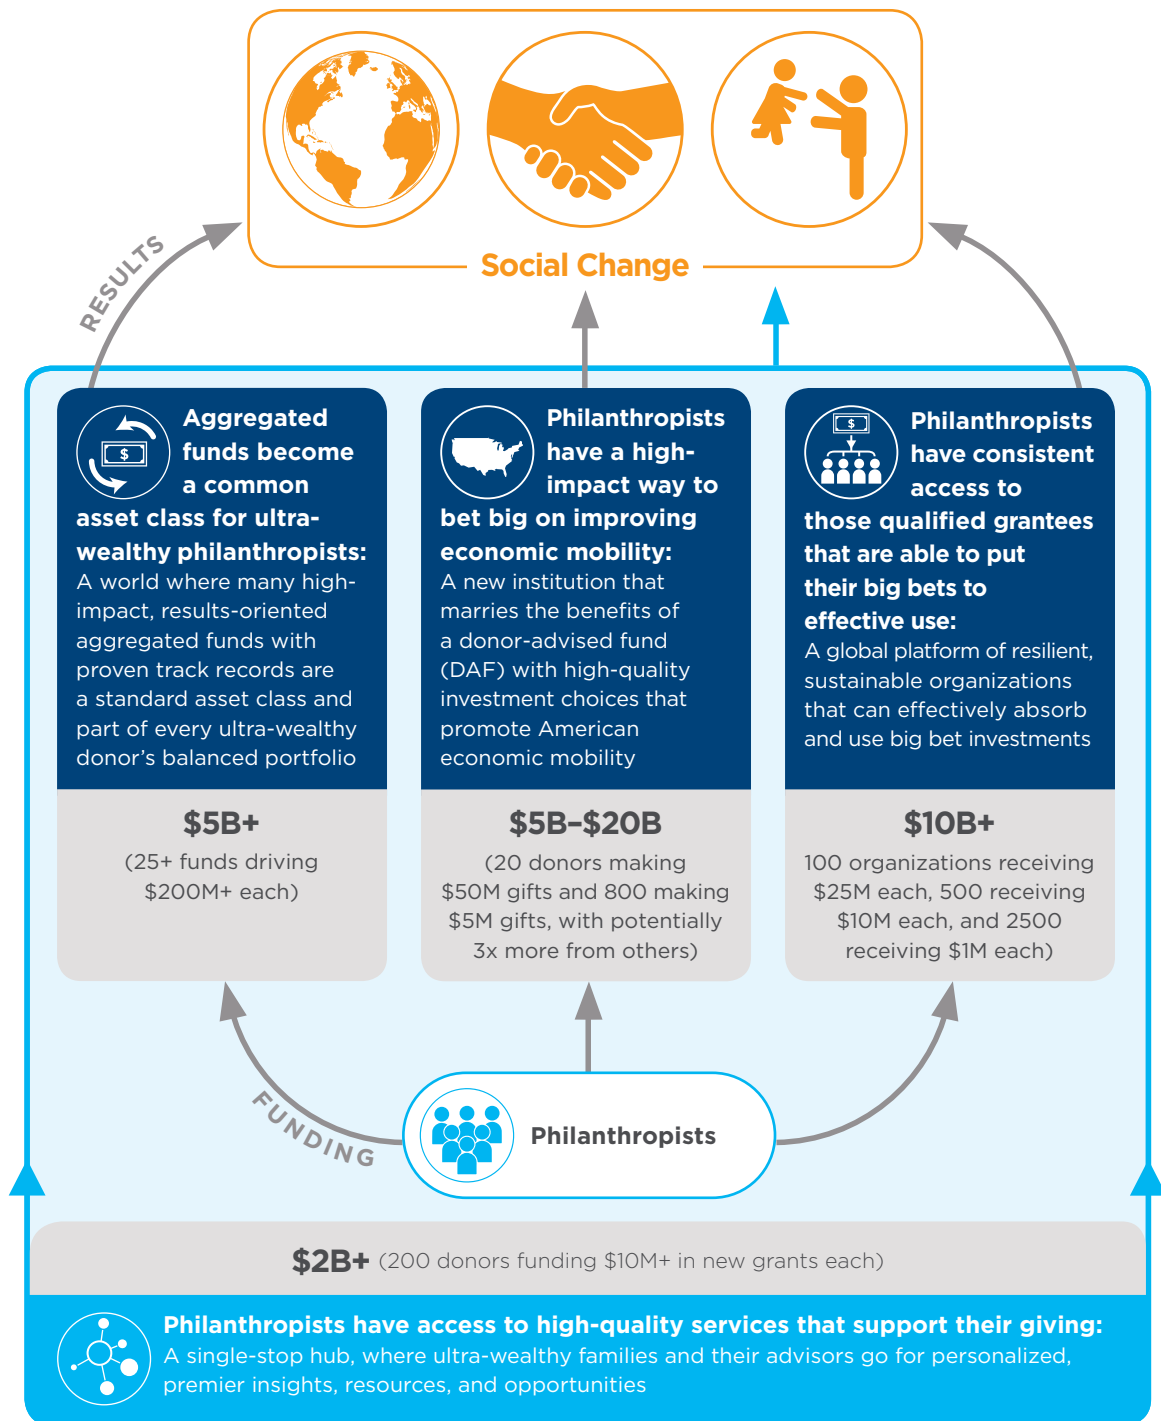 Social Change
RESULTS
Aggregated
funds become
a common
asset class for ultra-
wealthy philanthropists:
A world where many high-
impact, results-oriented
aggregated funds with
proven track records are
a standard asset class and
part of every ultra-wealthy
donor’s balanced portfolio
$5B+
(25+ funds driving
$200M+ each)
Philanthropists
have a high-
impact way to
bet big on improving
economic mobility:
A new institution that
marries the benefits of
a donor-advised fund
(DAF) with high-quality
investment choices that
promote American
economic mobility
$5B–$20B
(20 donors making
$50M gifts and 800 making
$5M gifts, with potentially
3x more from others)
$
Philanthropists
have consistent
access to
those qualified grantees
that are able to put
their big bets to
effective use:
A global platform of resilient,
sustainable organizations
that can effectively absorb
and use big bet investments
$10B+
100 organizations receiving
$25M each, 500 receiving
$10M each, and 2500
receiving $1M each)
$
FUNDING
Philanthropists
$2B+ (200 donors funding $10M+ in new grants each)
Philanthropists have access to high-quality services that support their giving:
A single-stop hub, where ultra-wealthy families and their advisors go for personalized,
premier insights, resources, and opportunities